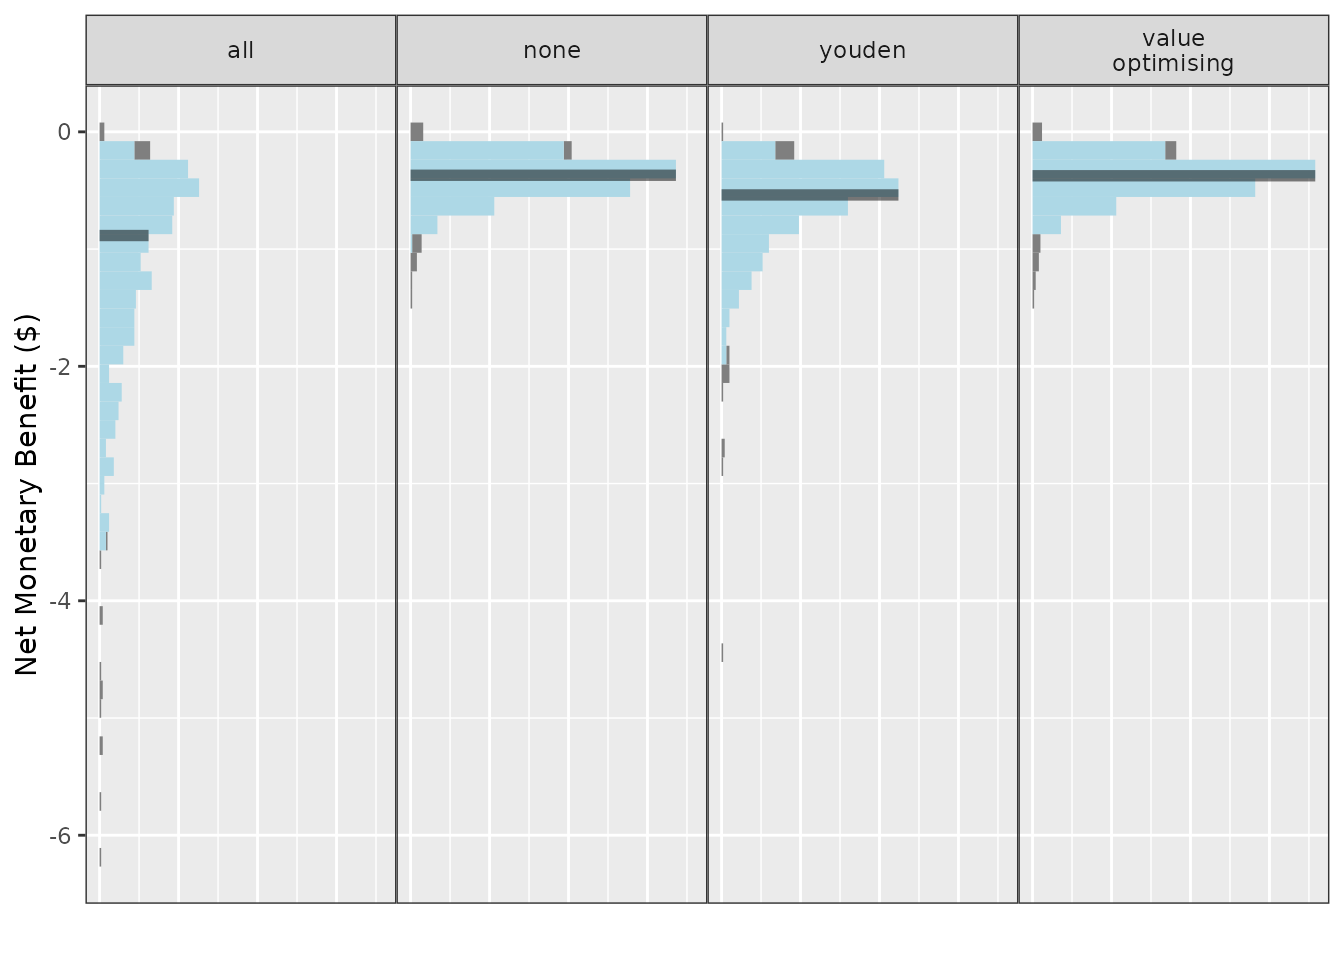 all
none
youden
value
optimising
0
-2
-4
-6
Net Monetary Benefit ($)